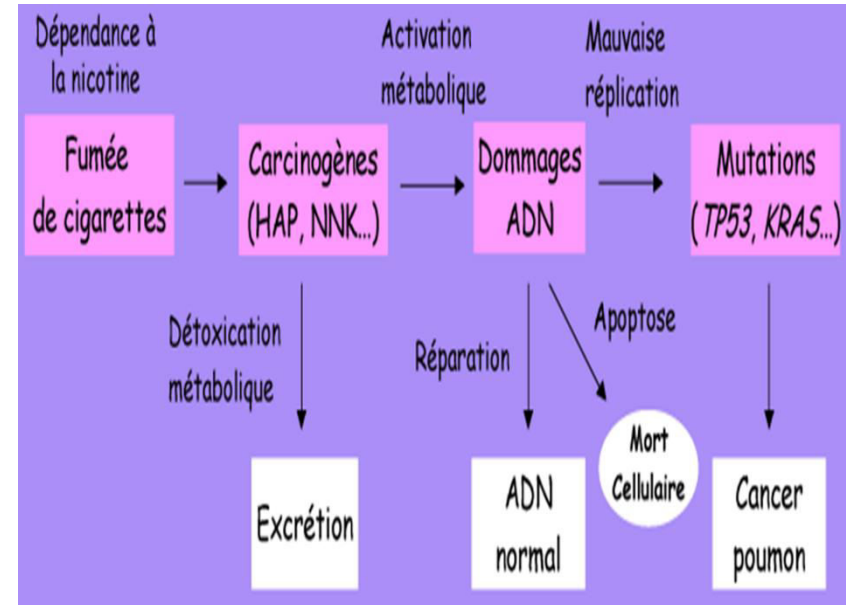 Dépendance à
la nicotine
Activation
métabolique
Mauvaise
réplication
Fumée
de cigarettes
Carcinogènes
(HAP, NNK...)
Dommages
ADN
Mutations
(TP53, KRAS...)
Détoxication
métabolique
Réparation
Apoptose
Excrétion
ADN
normal
Mort
Cellulaire
Cancer
poumon